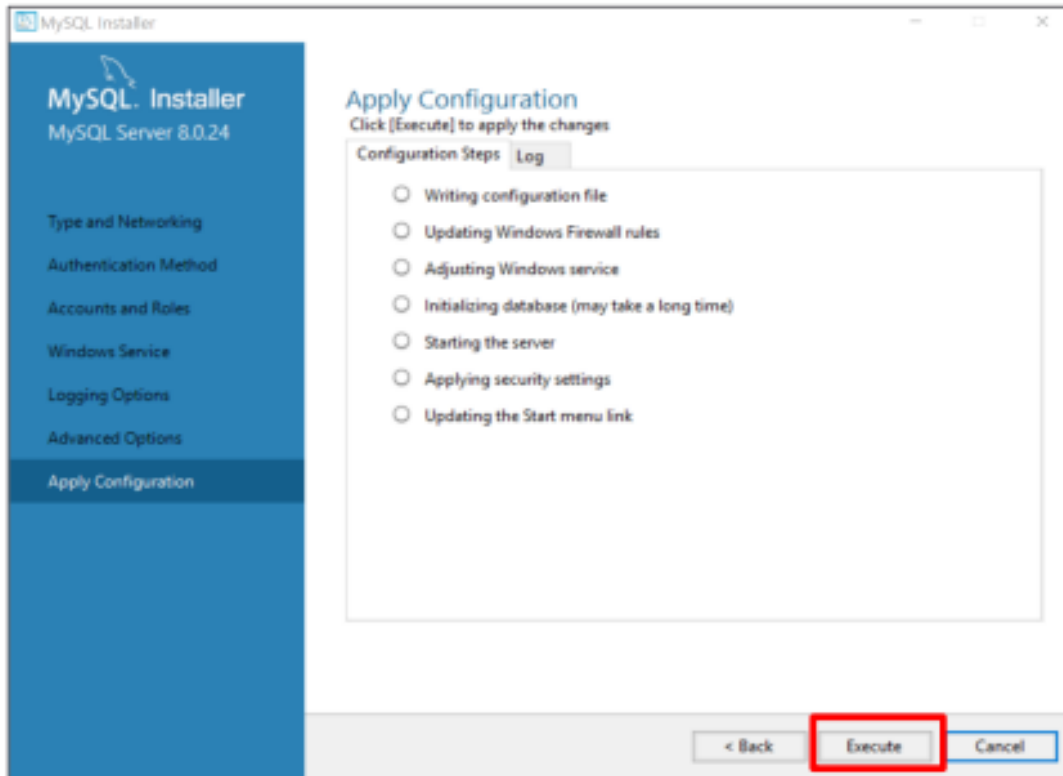 MySQL Installer
MySQL. Installer
MySQL Server 8.0.24
Type and Networking
Authentication Method
Accounts and Roles
Windows Service
Logging Options
Advanced Options
Apply Configuration
Apply Configuration
Click [Execute] to apply the changes
Configuration Steps Log
Writing configuration file
Updating Windows Firewall rules
Adjusting Windows service
Initializing database (may take a long time)
Starting the server
Applying security settings
Updating the Start menu link
< Back Execute Cancel